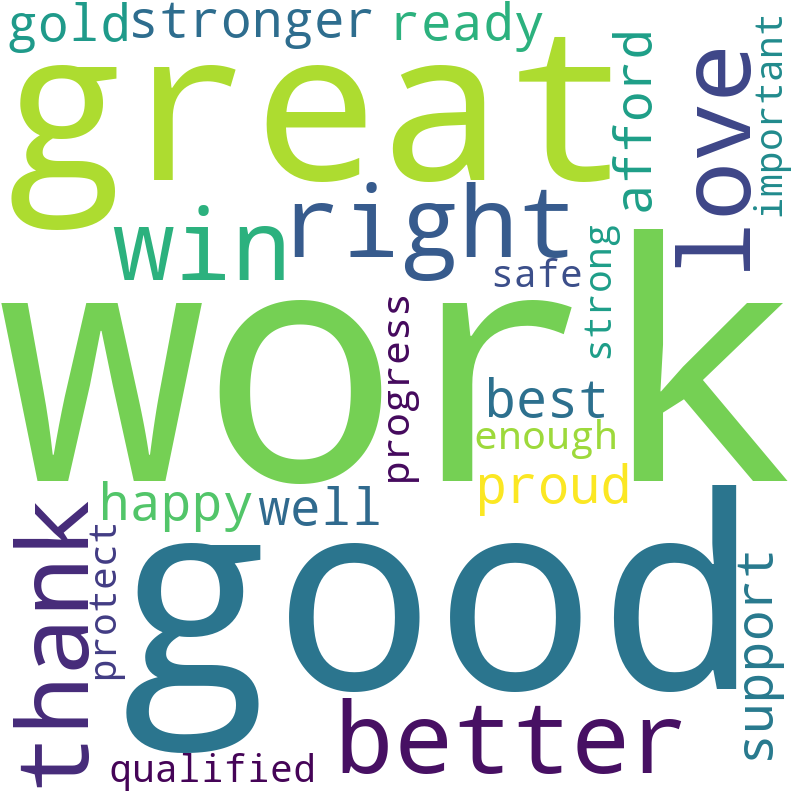 gold
stronger
ready
great
afford
love
important
win
right
safe
strong
work
progress
best
enough
proud
happy
well
thank
protect
good
support
better
qualified